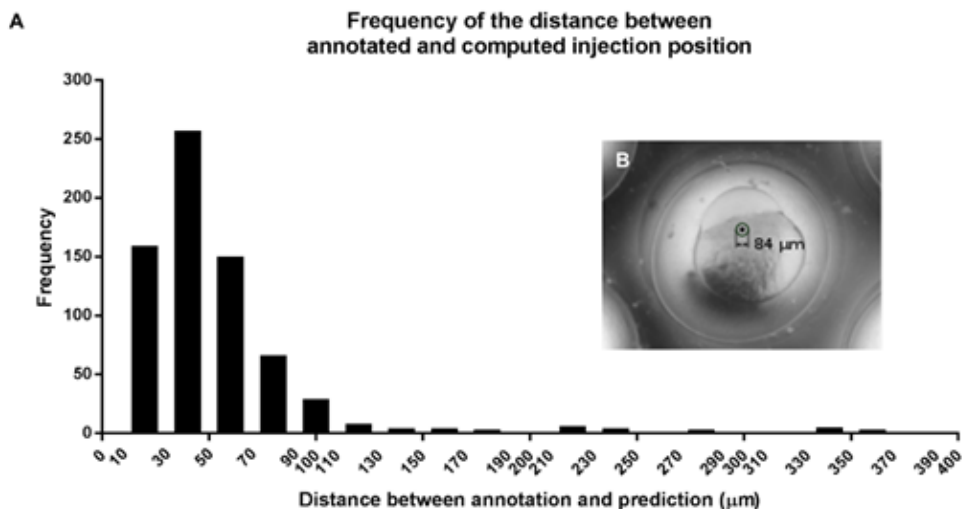 A
Frequency of the distance between
annotated and computed injection position
300
250
200
150
100
50
0
Frequency
B
84 μm
0 10 30 50 70 90 100 110 130 150 170 190 200 210 230 250 270 290 300 310 330 350 370 390 400
Distance between annotation and prediction (μm)